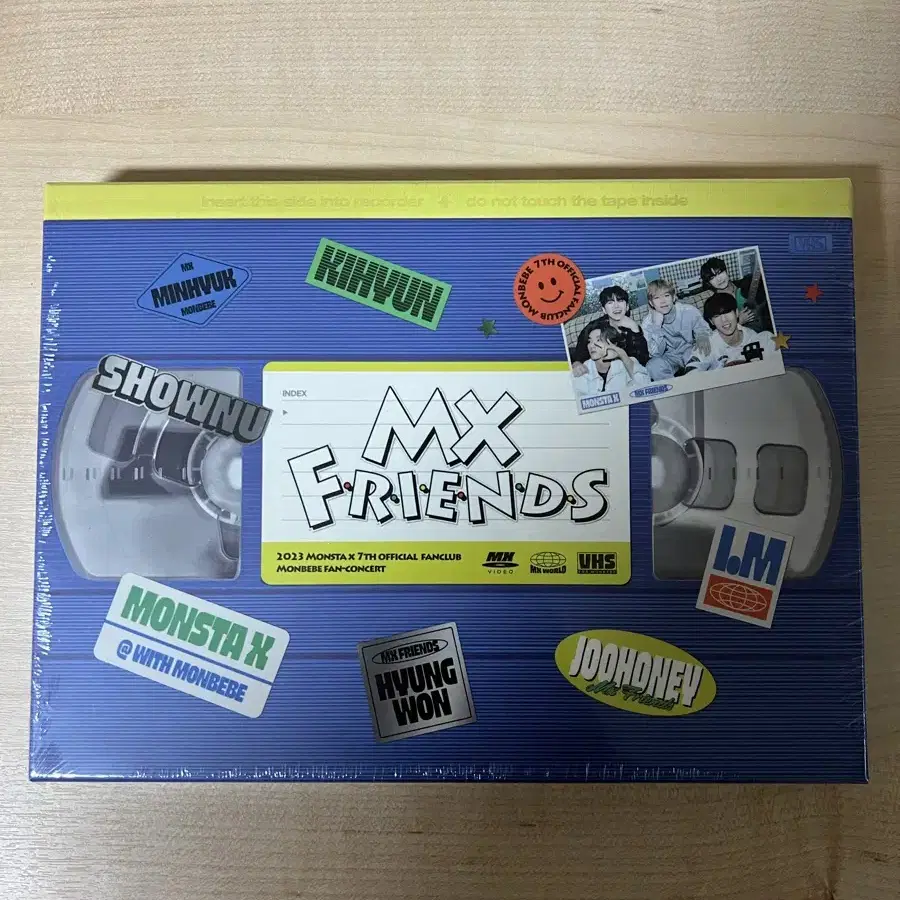 insert this side into recorder do not touch the tape inside
VHS
MX
MINHYUK
MONBEBE
KIHYUN
MONBEBE 7TH OFFICIAL FANCLUB
SHOWNU
MONSTA X MX FRIENDS
INDEX
MX
FRIENDS
2023 MONSTA X 7TH OFFICIAL FANCLUB
MONBEBE FAN-CONCERT
MX
VIDEO
MX WORLD
VHS
I.M
MONSTA X
@ WITH MONBEBE
MX FRIENDS
HYUNG
WON
JOOHONEY
MX Friends